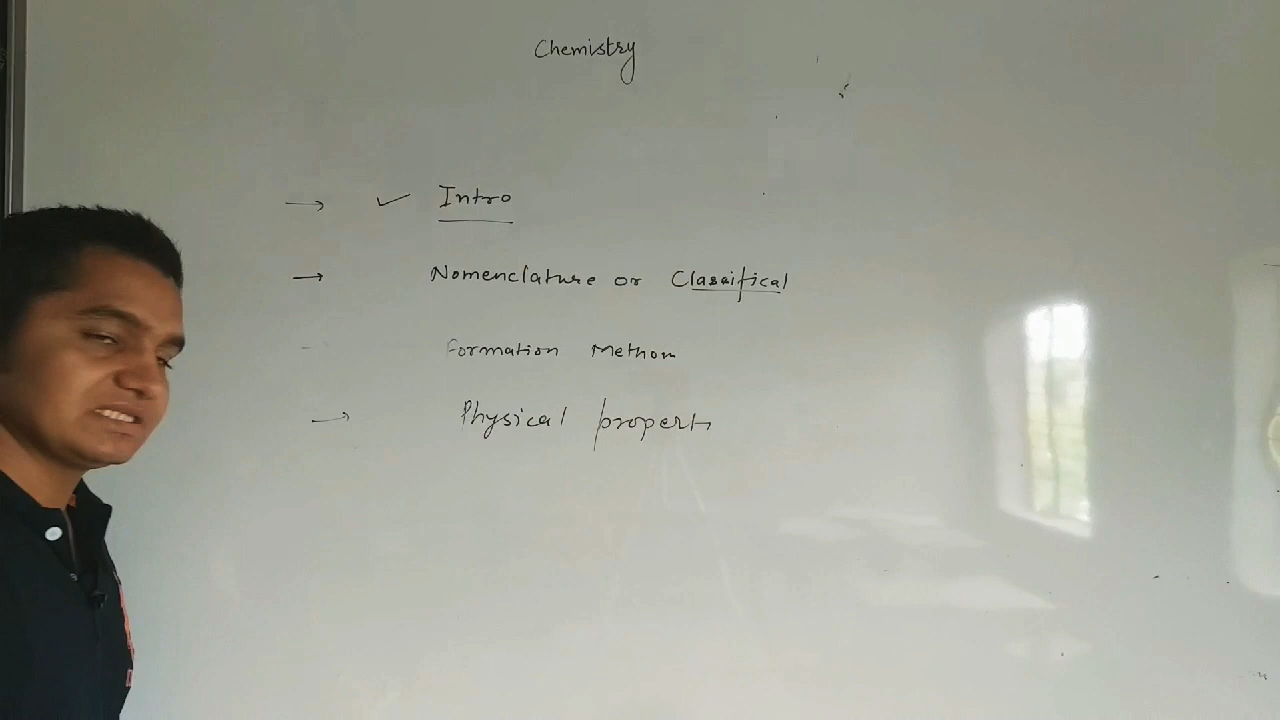 Chemistry
→ ✓ Intro
→ Nomenclature or Classifical
- Formation Methon
→ Physical propert